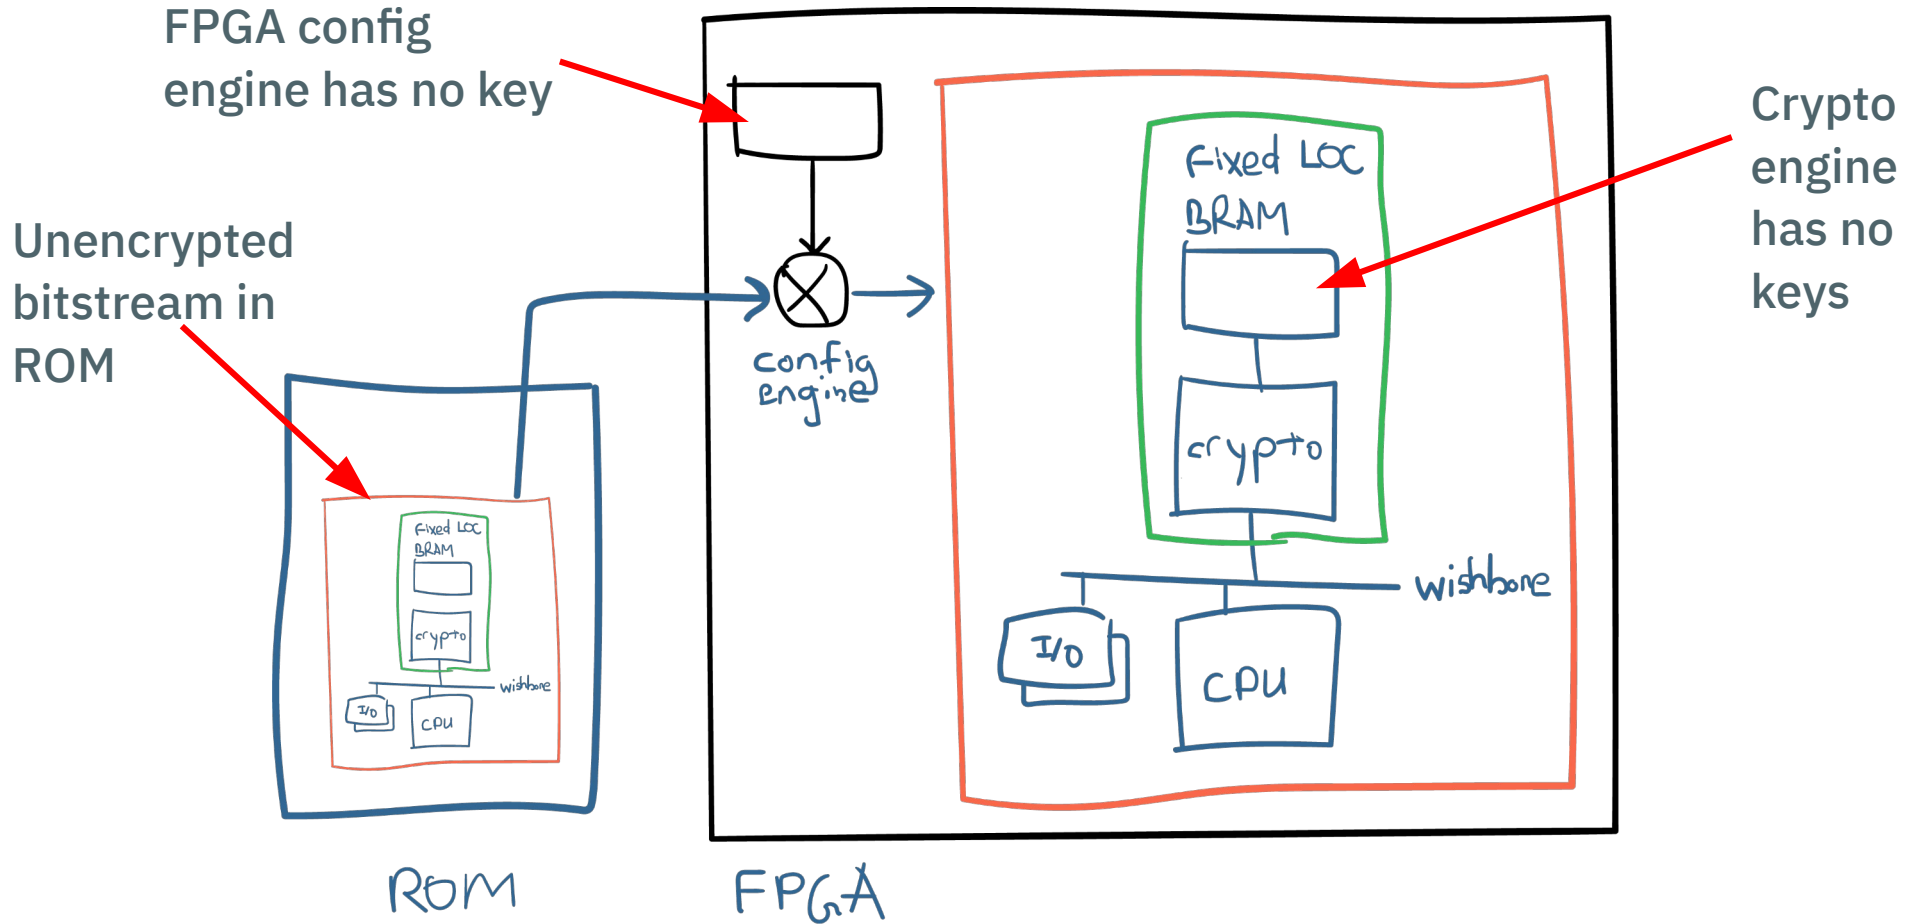 FPGA config
engine has no key
Unencrypted
bitstream in
ROM
Crypto
engine
has no
keys
config
engine
Fixed LOC
BRAM
crypto
wishbone
I/O
CPU
Fixed LOC
BRAM
crypto
wishbone
I/O
CPU
ROM
FPGA